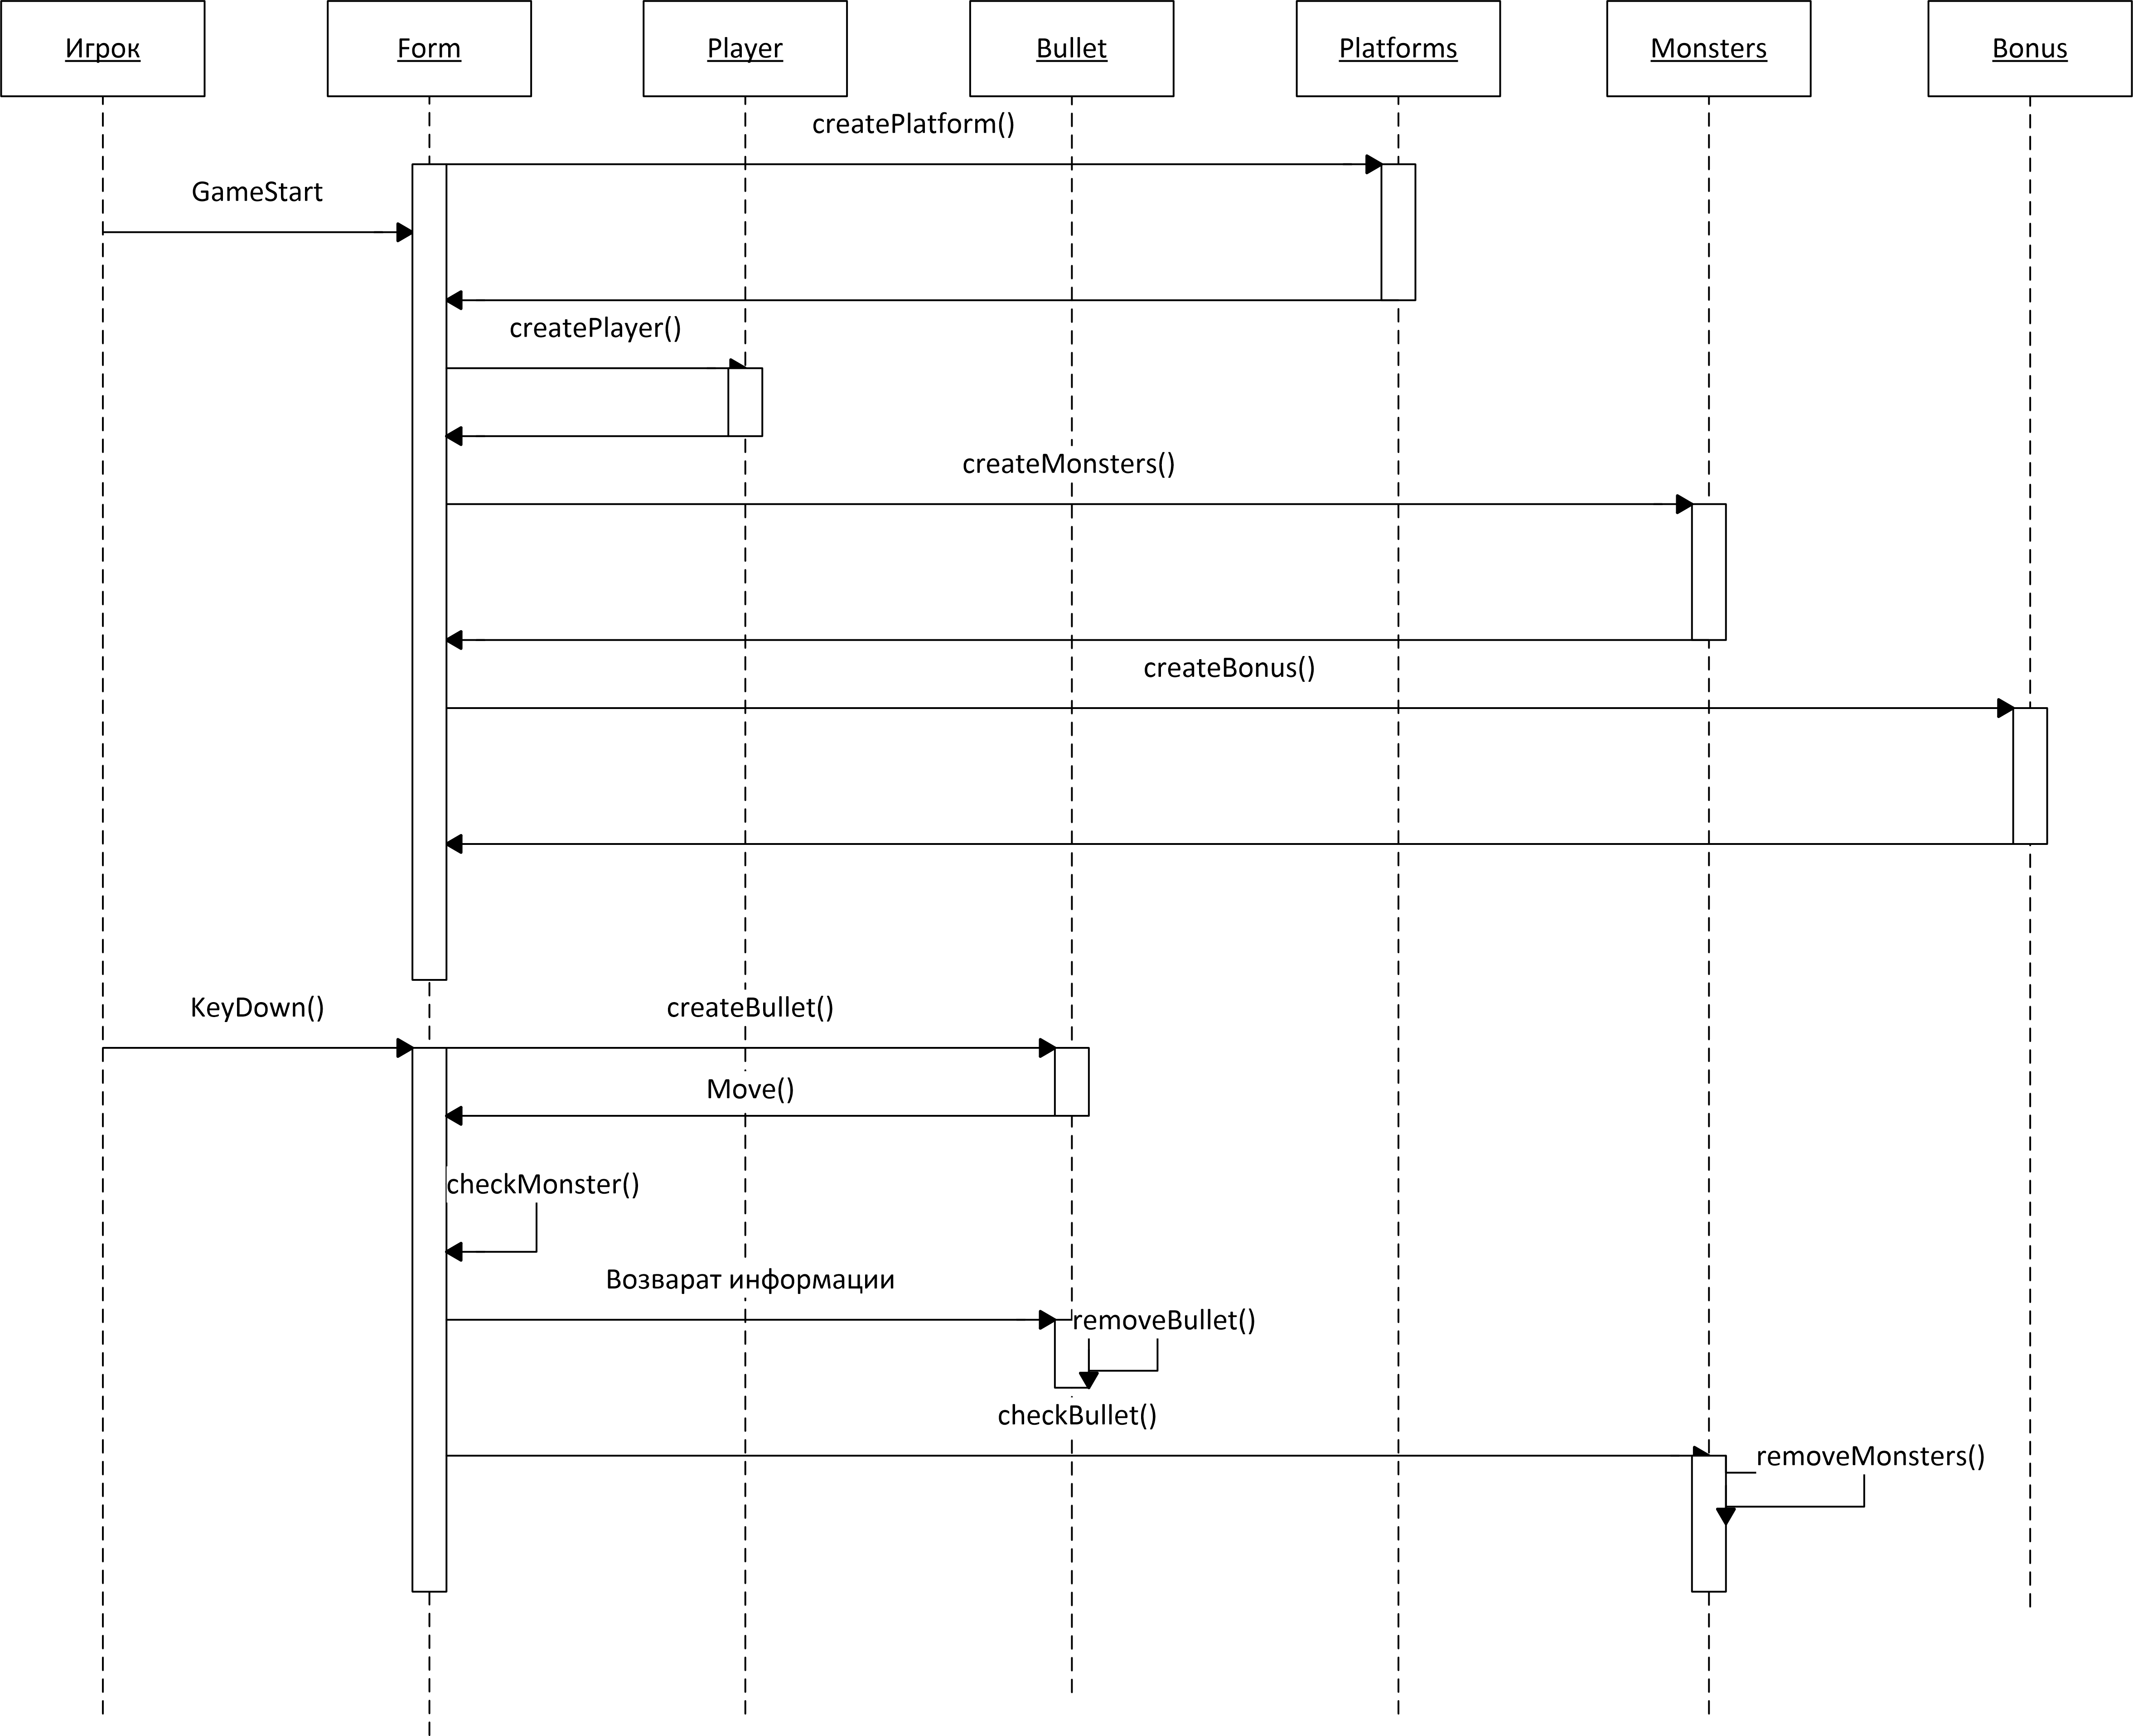 Игрок
Form
Player
Bullet
Platforms
Monsters
Bonus
createPlatform()
GameStart
createPlayer()
createMonsters()
createBonus()
KeyDown()
createBullet()
Move()
checkMonster()
Возварат информации
removeBullet()
checkBullet()
removeMonsters()